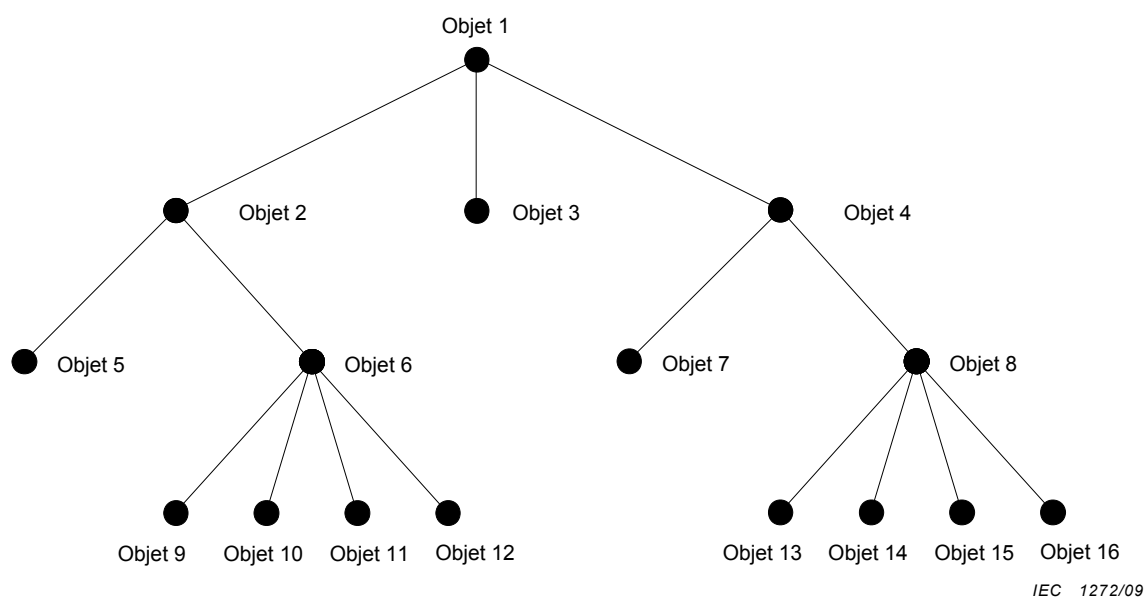 Objet 1
Objet 2
Objet 3
Objet 4
Objet 5
Objet 6
Objet 7
Objet 8
Objet 9
Objet 10
Objet 11
Objet 12
Objet 13
Objet 14
Objet 15
Objet 16
IEC 1272/09